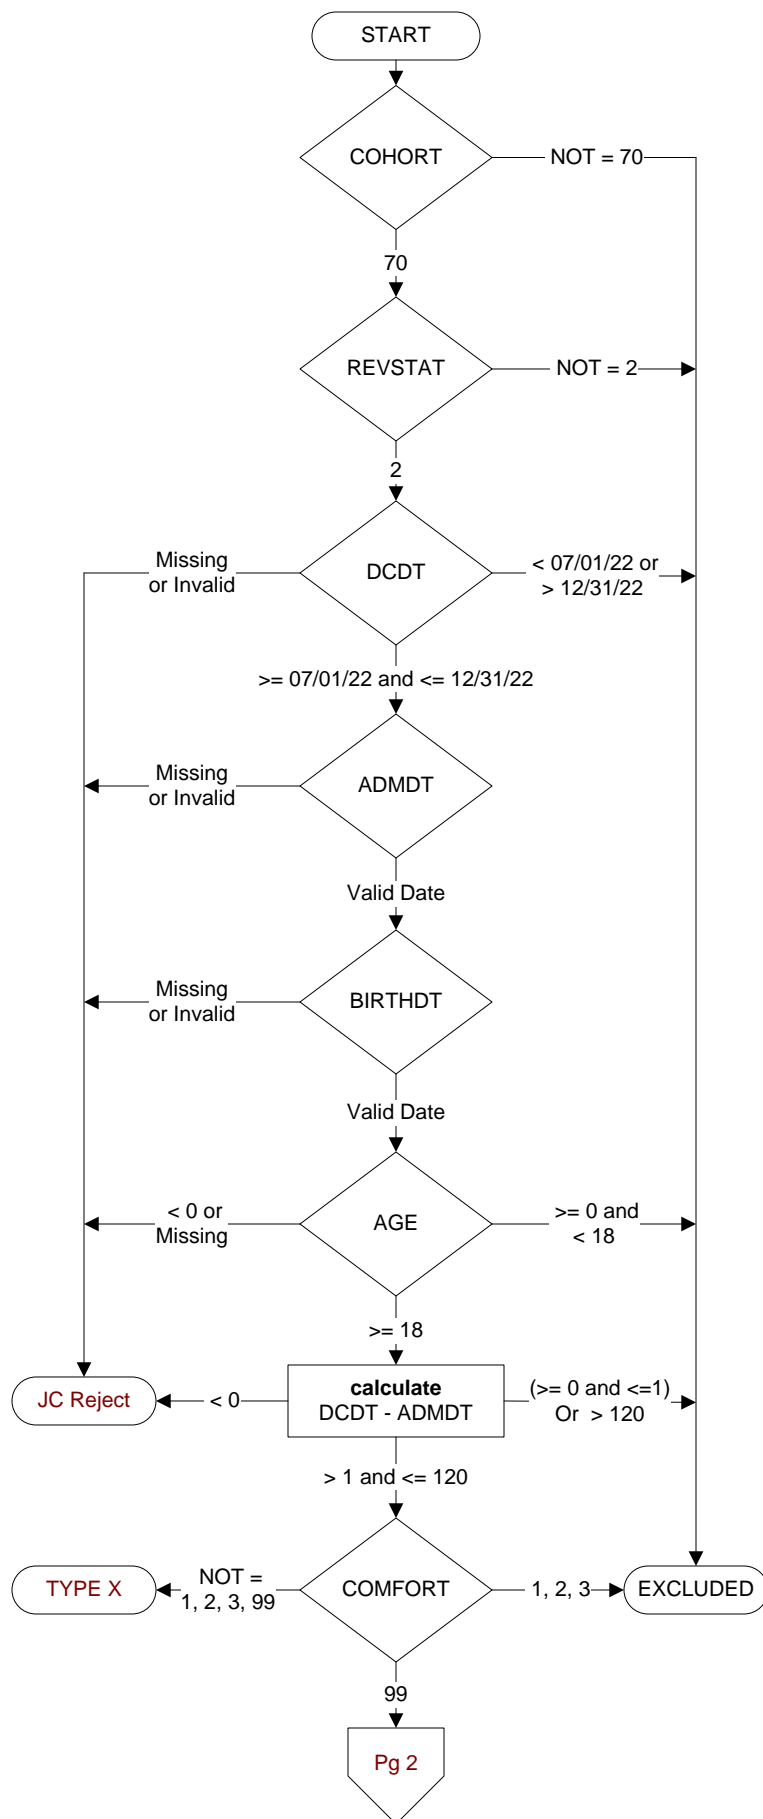 START
COHORT
NOT = 70
70
REVSTAT
NOT = 2
2
Missing
or Invalid
DCDT
< 07/01/22 or
> 12/31/22
>= 07/01/22 and <= 12/31/22
Missing
or Invalid
ADMDT
Valid Date
Missing
or Invalid
BIRTHDT
Valid Date
< 0 or
Missing
AGE
>= 0 and
< 18
>= 18
JC Reject
< 0
calculate
DCDT - ADMDT
(>= 0 and <=1)
Or > 120
> 1 and <= 120
TYPE X
NOT =
1, 2, 3, 99
COMFORT
1, 2, 3
EXCLUDED
99
Pg 2